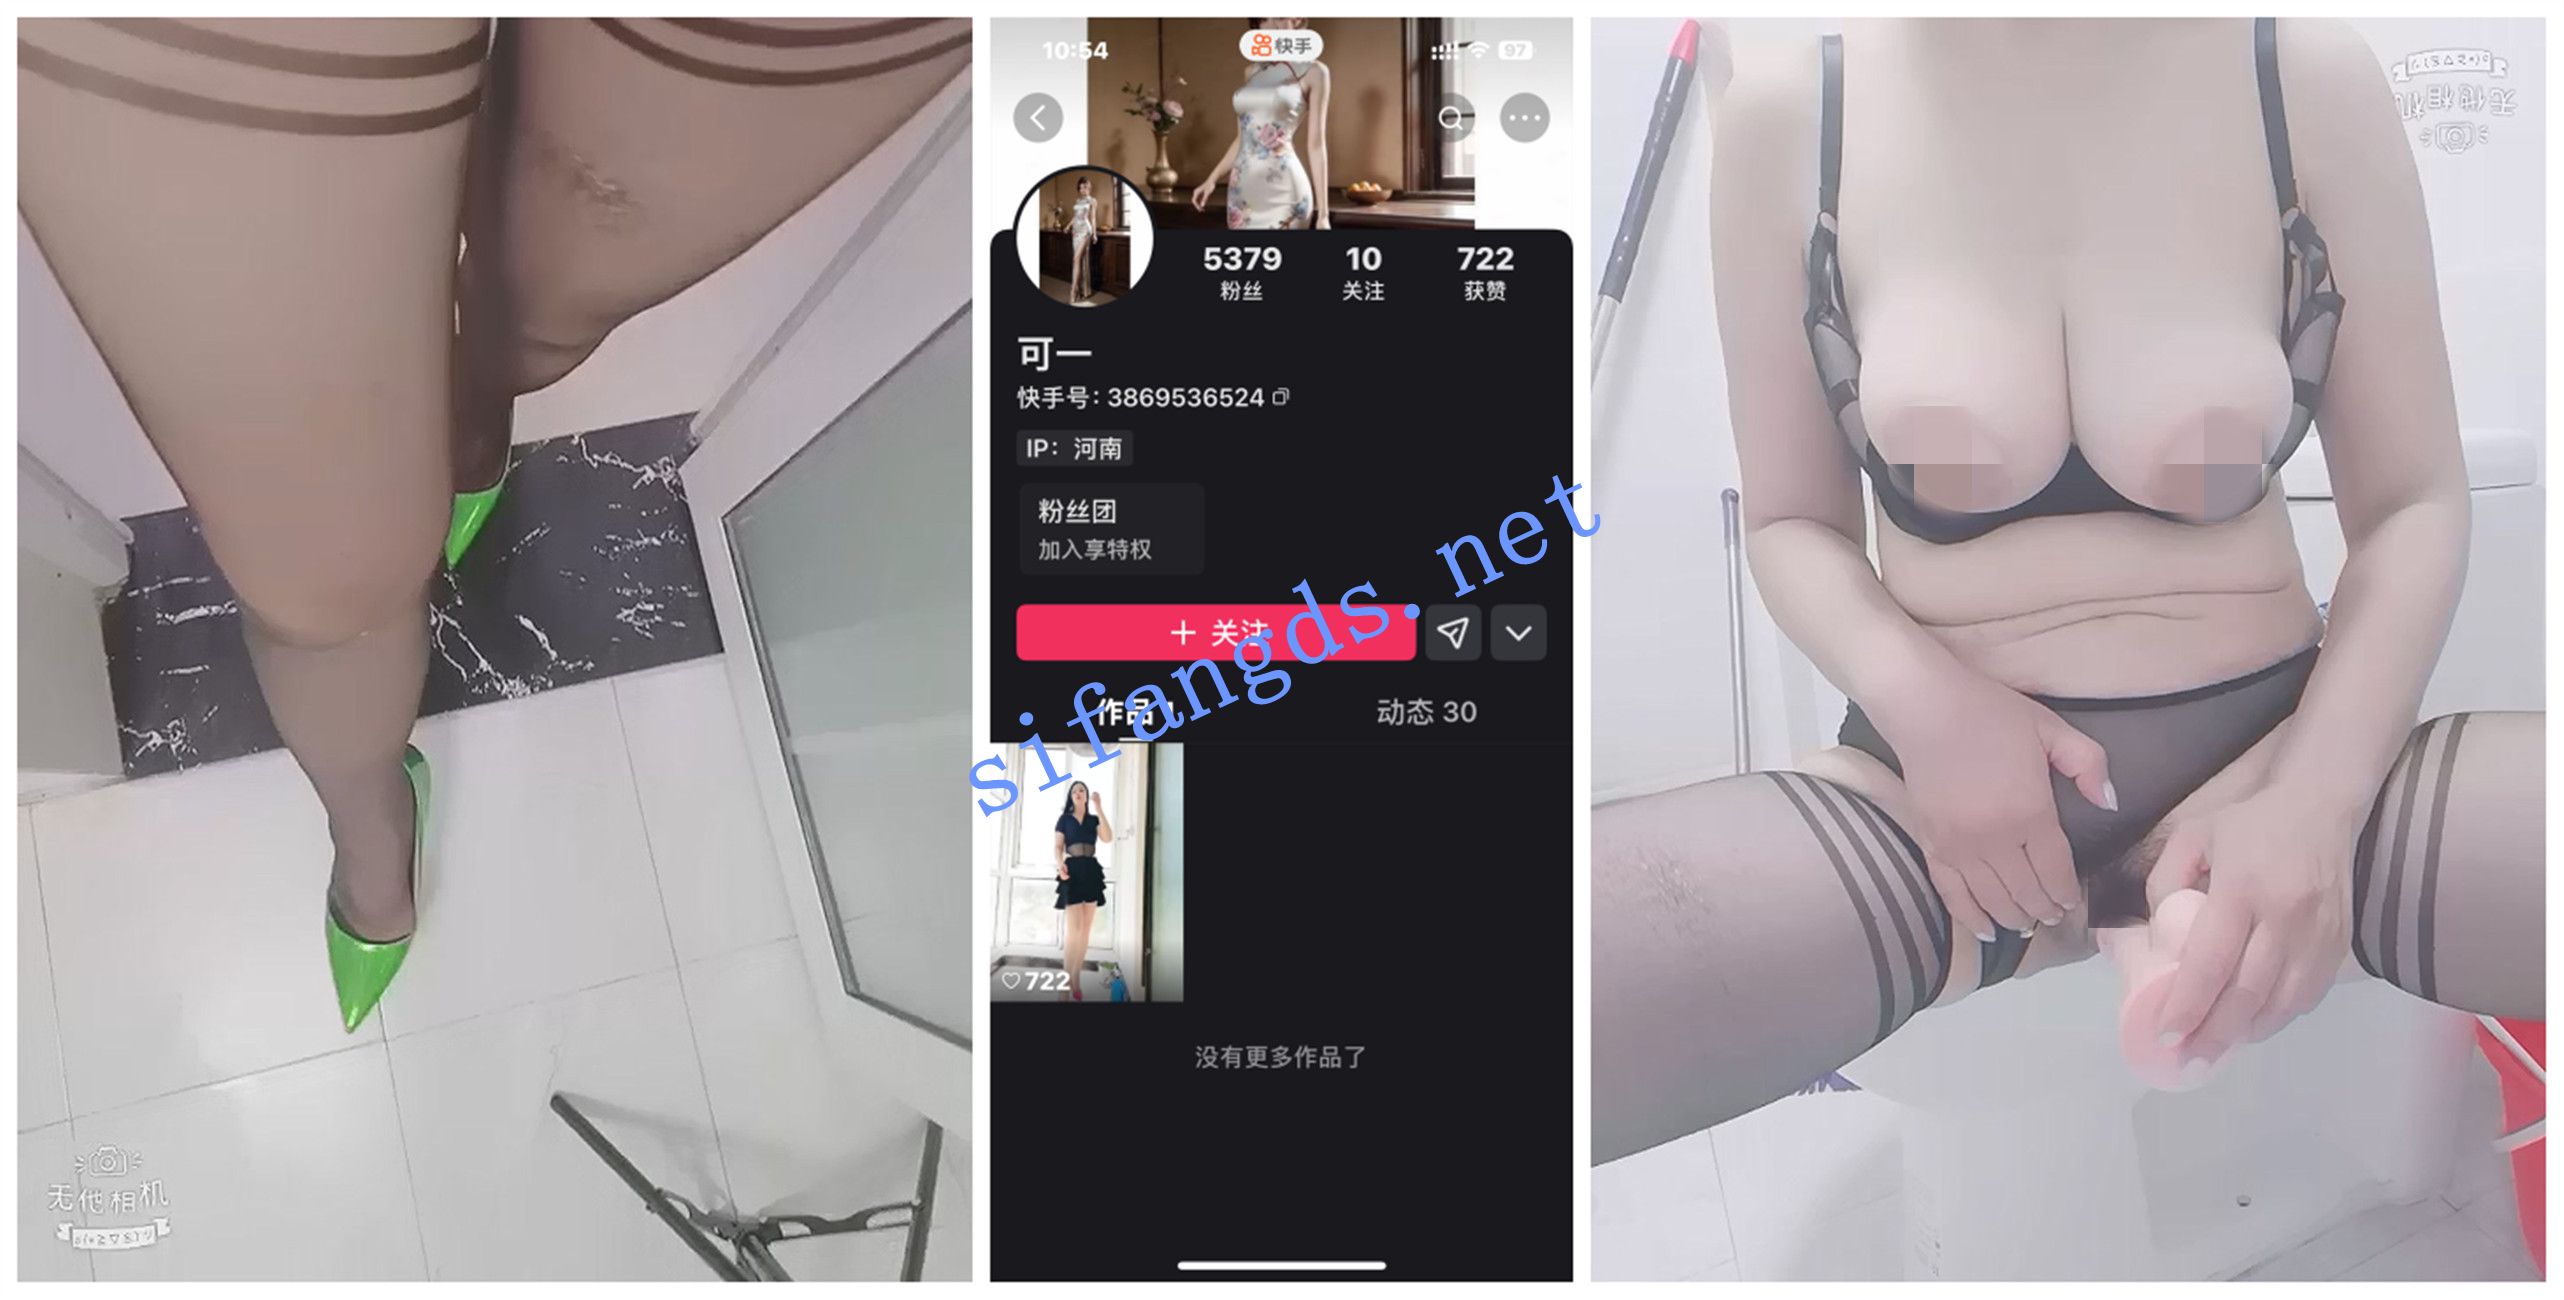 无他相机
10:54
快手
97
5379
粉丝
10
关注
722
获赞
可一
快手号: 3869536524
IP: 河南
粉丝团
加入享特权
+ 关注
作品 1
动态 30
722
没有更多作品了
sifangds.net
无他相机